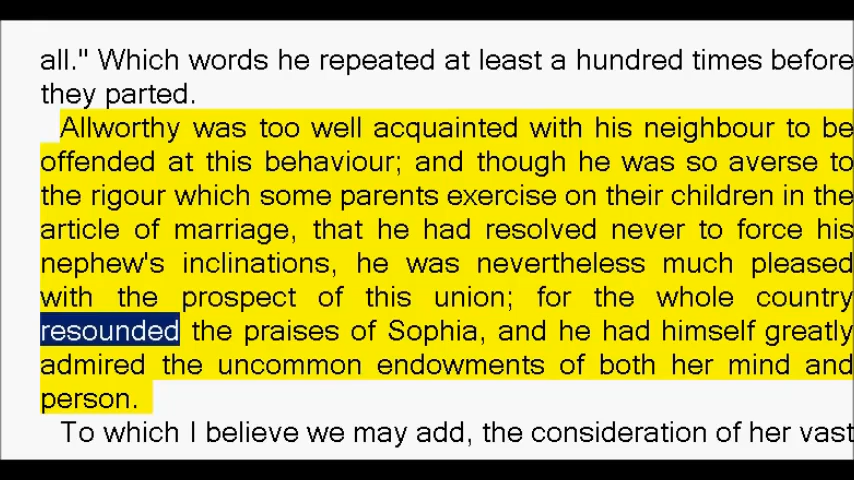 all." Which words he repeated at least a hundred times before
they parted.
Allworthy was too well acquainted with his neighbour to be
offended at this behaviour; and though he was so averse to
the rigour which some parents exercise on their children in the
article of marriage, that he had resolved never to force his
nephew's inclinations, he was nevertheless much pleased
with the prospect of this union; for the whole country
resounded the praises of Sophia, and he had himself greatly
admired the uncommon endowments of both her mind and
person.
To which I believe we may add, the consideration of her vast